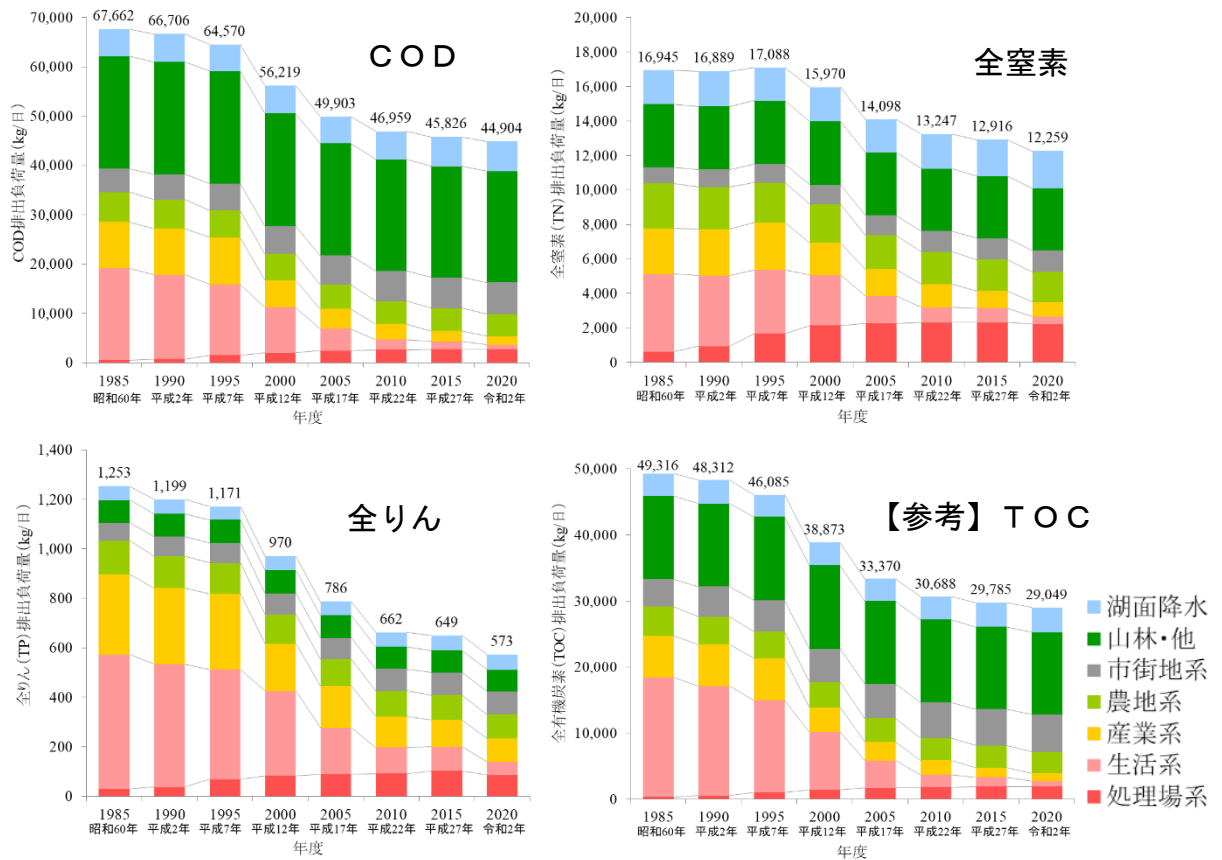 COD
COD排出負荷量(kg/日)
70,000
60,000
50,000
40,000
30,000
20,000
10,000
0
67,662
66,706
64,570
56,219
49,903
46,959
45,826
44,904
1985 1990 1995 2000 2005 2010 2015 2020
昭和60年 平成2年 平成7年 平成12年 平成17年 平成22年 平成27年 令和2年
年度
全窒素
全窒素(TN)排出負荷量(kg/日)
20,000
18,000
16,000
14,000
12,000
10,000
8,000
6,000
4,000
2,000
0
16,945
16,889
17,088
15,970
14,098
13,247
12,916
12,259
1985 1990 1995 2000 2005 2010 2015 2020
昭和60年 平成2年 平成7年 平成12年 平成17年 平成22年 平成27年 令和2年
年度
全りん
全りん(TP)排出負荷量(kg/日)
1,400
1,200
1,000
800
600
400
200
0
1,253
1,199
1,171
970
786
662
649
573
1985 1990 1995 2000 2005 2010 2015 2020
昭和60年 平成2年 平成7年 平成12年 平成17年 平成22年 平成27年 令和2年
年度
【参考】TOC
全有機炭素(TOC)排出負荷量(kg/日)
50,000
40,000
30,000
20,000
10,000
0
49,316
48,312
46,085
38,873
33,370
30,688
29,785
29,049
1985 1990 1995 2000 2005 2010 2015 2020
昭和60年 平成2年 平成7年 平成12年 平成17年 平成22年 平成27年 令和2年
年度
湖面降水
山林・他
市街地系
農地系
産業系
生活系
処理場系